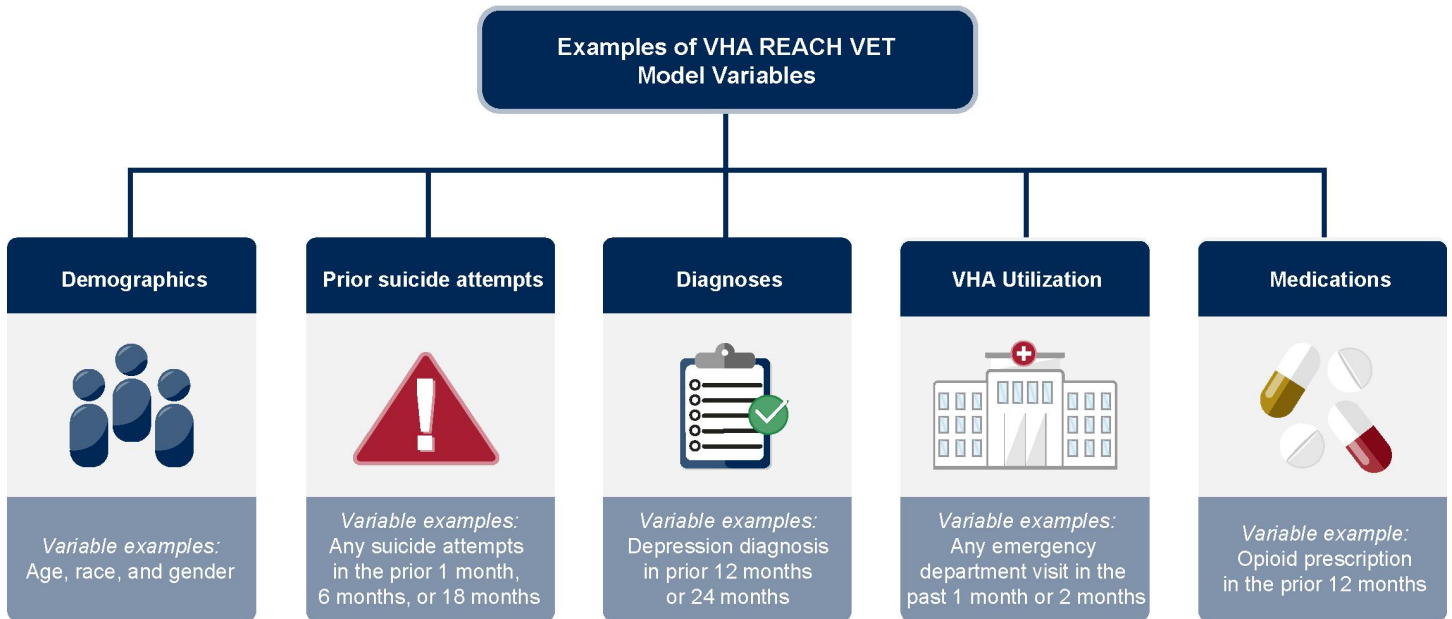 Examples of VHA REACH VET
Model Variables
Demographics
Variable examples:
Age, race, and gender
Prior suicide attempts
Variable examples:
Any suicide attempts
in the prior 1 month,
6 months, or 18 months
Diagnoses
Variable examples:
Depression diagnosis
in prior 12 months
or 24 months
VHA Utilization
Variable examples:
Any emergency
department visit in the
past 1 month or 2 months
Medications
Variable example:
Opioid prescription
in the prior 12 months